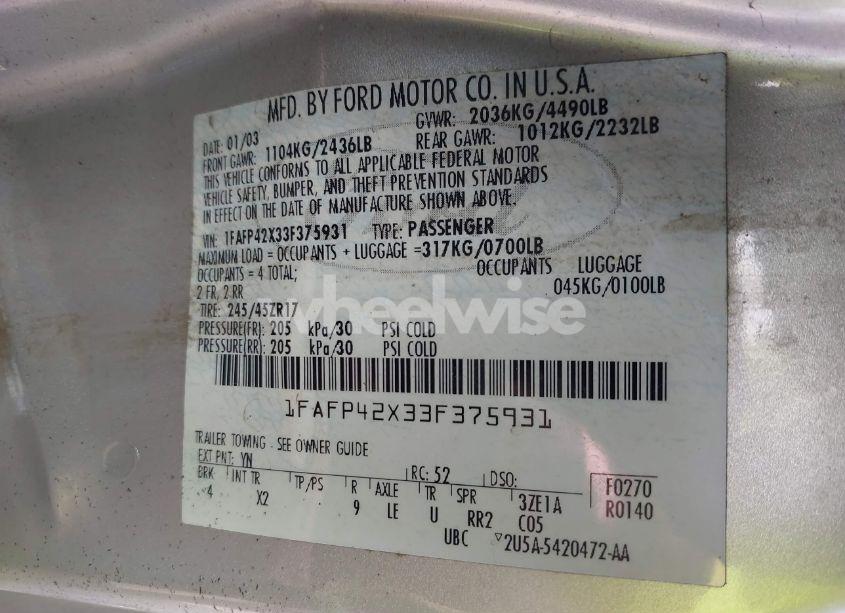 MFD. BY FORD MOTOR CO. IN U.S.A.
DATE: 01/03 GVWR: 2036KG/4490LB
FRONT GAWR: 1104KG/2436LB REAR GAWR: 1012KG/2232LB
THIS VEHICLE CONFORMS TO ALL APPLICABLE FEDERAL MOTOR
VEHICLE SAFETY, BUMPER, AND THEFT PREVENTION STANDARDS
IN EFFECT ON THE DATE OF MANUFACTURE SHOWN ABOVE.
VIN: 1FAFP42X33F375931 TYPE: PASSENGER
MAXIMUM LOAD = OCCUPANTS + LUGGAGE =317KG/0700LB
OCCUPANTS = 4 TOTAL; OCCUPANTS LUGGAGE
2 FR, 2 RR 045KG/0100LB
TIRE: 245/45ZR17
wheelwise
PRESSURE(FR): 205 kPa/30 PSI COLD
PRESSURE(RR): 205 kPa/30 PSI COLD
1FAFP42X33F375931
TRAILER TOWING - SEE OWNER GUIDE
EXT PNT: YN RC: 52 DSO:
BRK INT TR TP/PS R AXLE TR SPR 3ZE1A F0270
4 X2 9 LE U RR2 C05 R0140
UBC ▽2U5A-5420472-AA